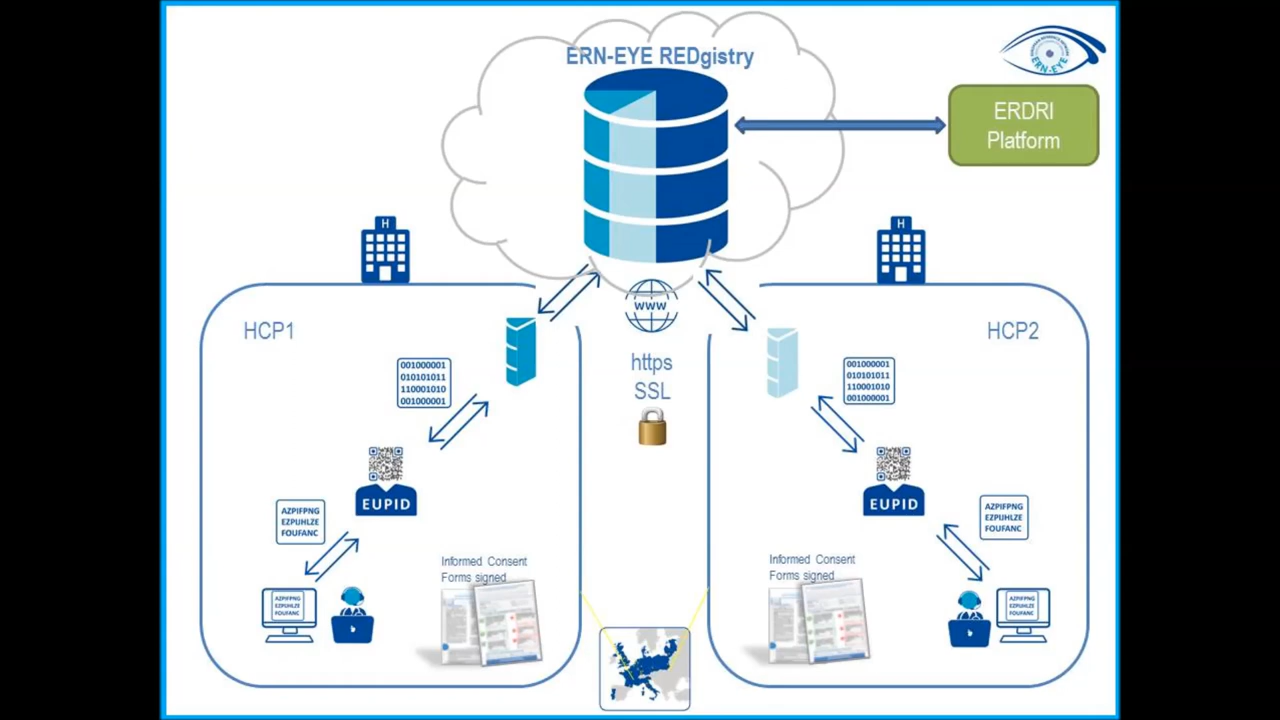 ERN-EYE REDgistry
ERN-EYE
ERDRI
Platform
H
H
HCP1
WWW
HCP2
https
SSL
001000001
010101011
110001010
001000001
001000001
010101011
110001010
001000001
EUPID
EUPID
AZPIFPNG
EZPIJHLZE
FOUFANC
AZPIFPNG
EZPIJHLZE
FOUFANC
Informed Consent
Forms signed
Informed Consent
Forms signed
AZPIFPNG
EZPIJHLZE
FOUFANC
AZPIFPNG
EZPIJHLZE
FOUFANC